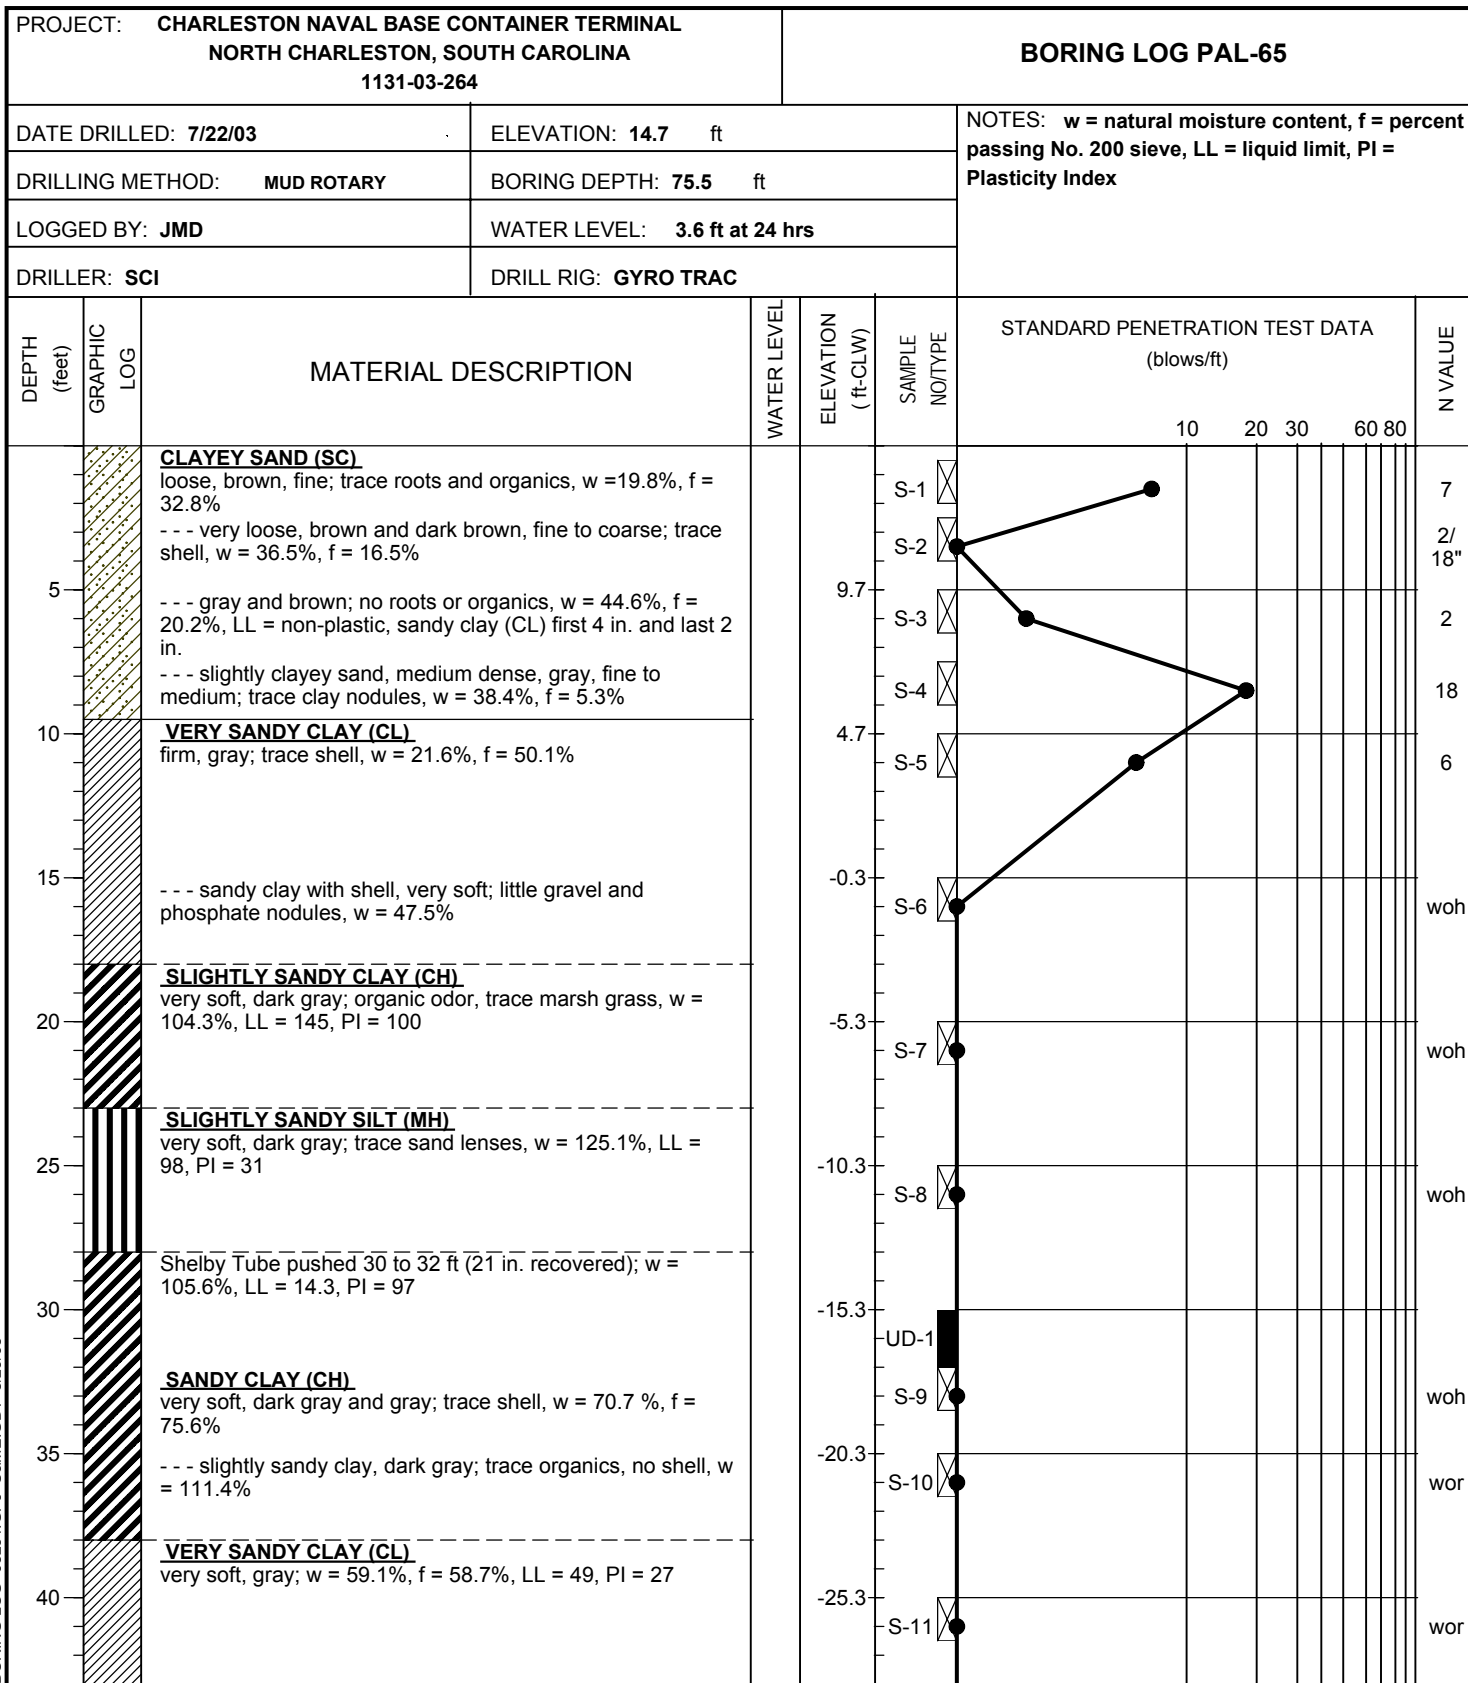 PROJECT: CHARLESTON NAVAL BASE CONTAINER TERMINAL
NORTH CHARLESTON, SOUTH CAROLINA
1131-03-264
BORING LOG PAL-65
DATE DRILLED: 7/22/03
ELEVATION: 14.7 ft
DRILLING METHOD: MUD ROTARY
BORING DEPTH: 75.5 ft
LOGGED BY: JMD
WATER LEVEL: 3.6 ft at 24 hrs
DRILLER: SCI
DRILL RIG: GYRO TRAC
NOTES: w = natural moisture content, f = percent
passing No. 200 sieve, LL = liquid limit, PI =
Plasticity Index
DEPTH
(feet)
GRAPHIC
LOG
MATERIAL DESCRIPTION
WATER LEVEL
ELEVATION
( ft-CLW)
SAMPLE
NO/TYPE
STANDARD PENETRATION TEST DATA
(blows/ft)
10 20 30 60 80
N VALUE
CLAYEY SAND (SC)
loose, brown, fine; trace roots and organics, w =19.8%, f =
32.8%
S-1
7
- - - very loose, brown and dark brown, fine to coarse; trace
shell, w = 36.5%, f = 16.5%
S-2
2/
18"
5
9.7
- - - gray and brown; no roots or organics, w = 44.6%, f =
20.2%, LL = non-plastic, sandy clay (CL) first 4 in. and last 2
in.
S-3
2
- - - slightly clayey sand, medium dense, gray, fine to
medium; trace clay nodules, w = 38.4%, f = 5.3%
S-4
18
10
4.7
VERY SANDY CLAY (CL)
firm, gray; trace shell, w = 21.6%, f = 50.1%
S-5
6
15
-0.3
- - - sandy clay with shell, very soft; little gravel and
phosphate nodules, w = 47.5%
S-6
woh
SLIGHTLY SANDY CLAY (CH)
very soft, dark gray; organic odor, trace marsh grass, w =
104.3%, LL = 145, PI = 100
20
-5.3
S-7
woh
SLIGHTLY SANDY SILT (MH)
very soft, dark gray; trace sand lenses, w = 125.1%, LL =
98, PI = 31
25
-10.3
S-8
woh
Shelby Tube pushed 30 to 32 ft (21 in. recovered); w =
105.6%, LL = 14.3, PI = 97
30
-15.3
UD-1
SANDY CLAY (CH)
very soft, dark gray and gray; trace shell, w = 70.7 %, f =
75.6%
S-9
woh
35
-20.3
- - - slightly sandy clay, dark gray; trace organics, no shell, w
= 111.4%
S-10
wor
VERY SANDY CLAY (CL)
very soft, gray; w = 59.1%, f = 58.7%, LL = 49, PI = 27
40
-25.3
S-11
wor